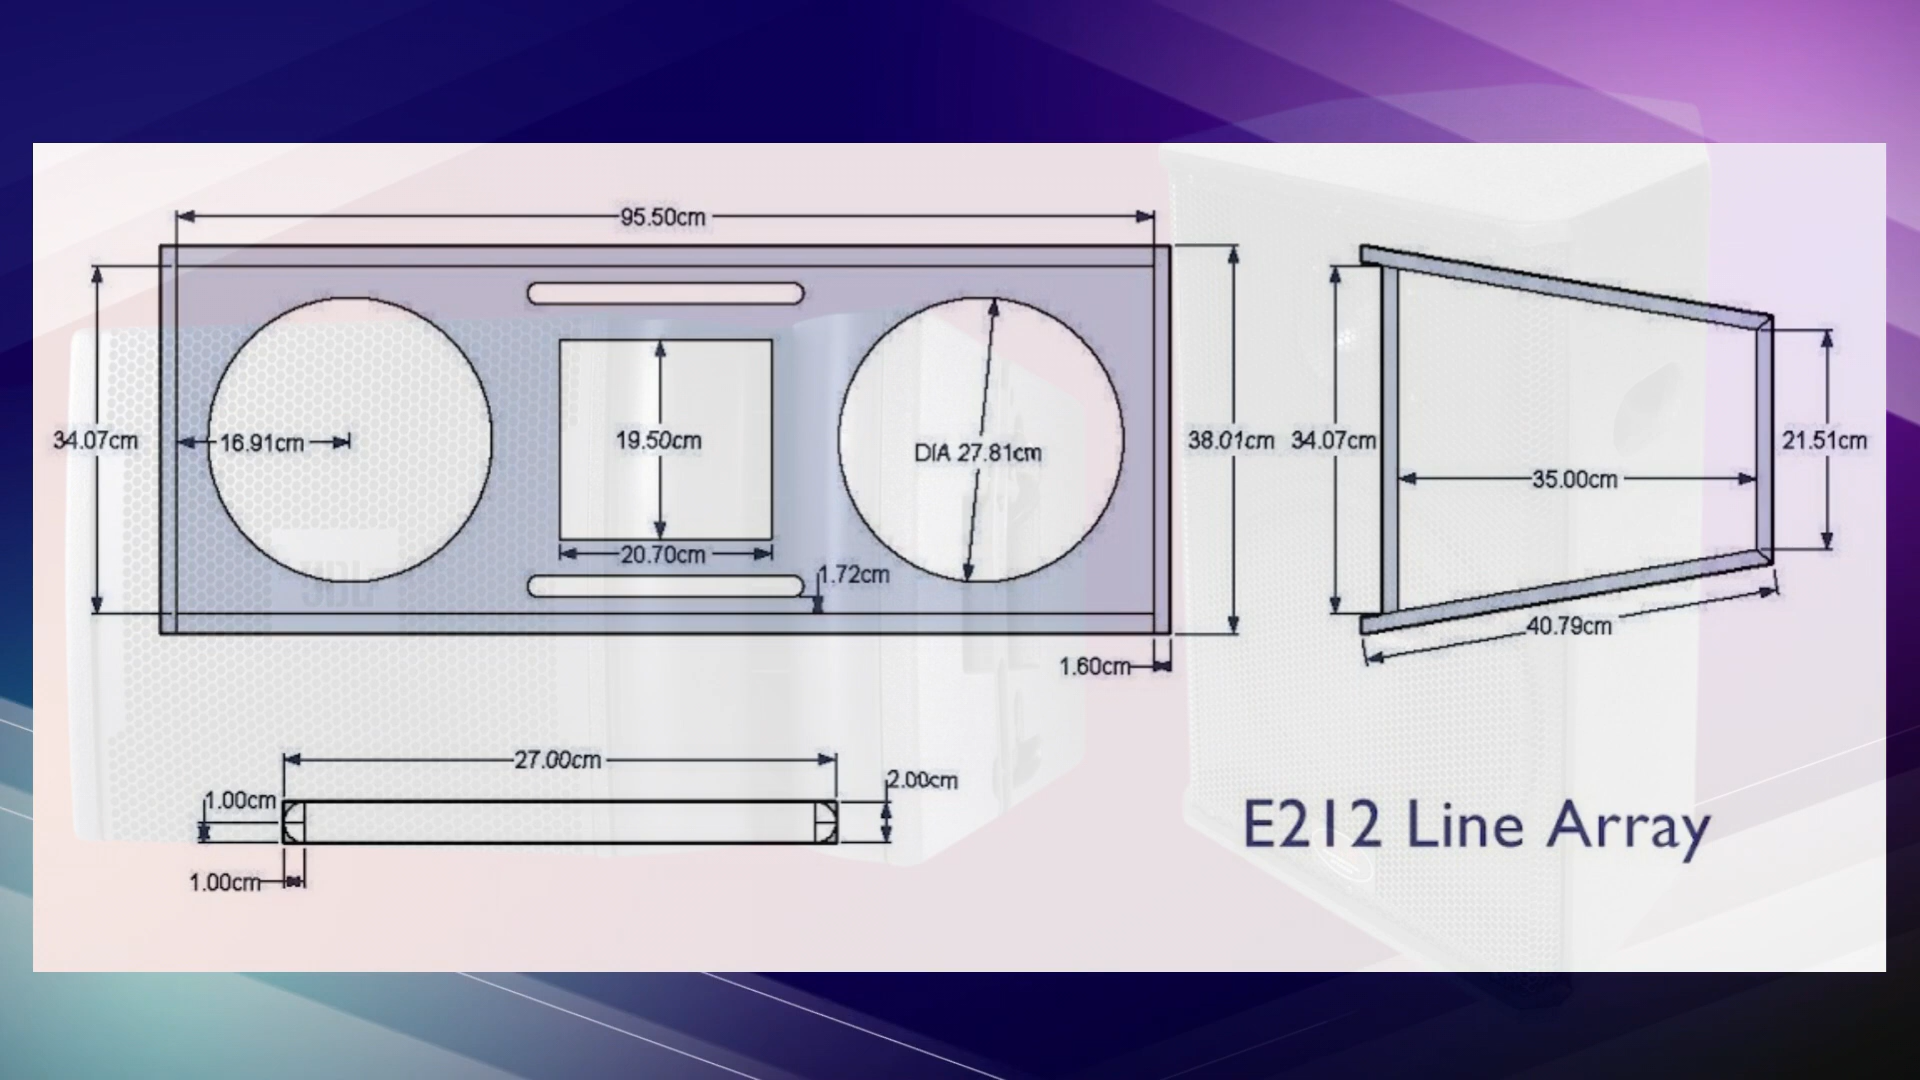 95.50cm
34.07cm
16.91cm
19.50cm
DIA 27.81cm
38.01cm
34.07cm
35.00cm
21.51cm
20.70cm
1.72cm
40.79cm
1.60cm
27.00cm
1.00cm
2.00cm
1.00cm
E212 Line Array
JBL